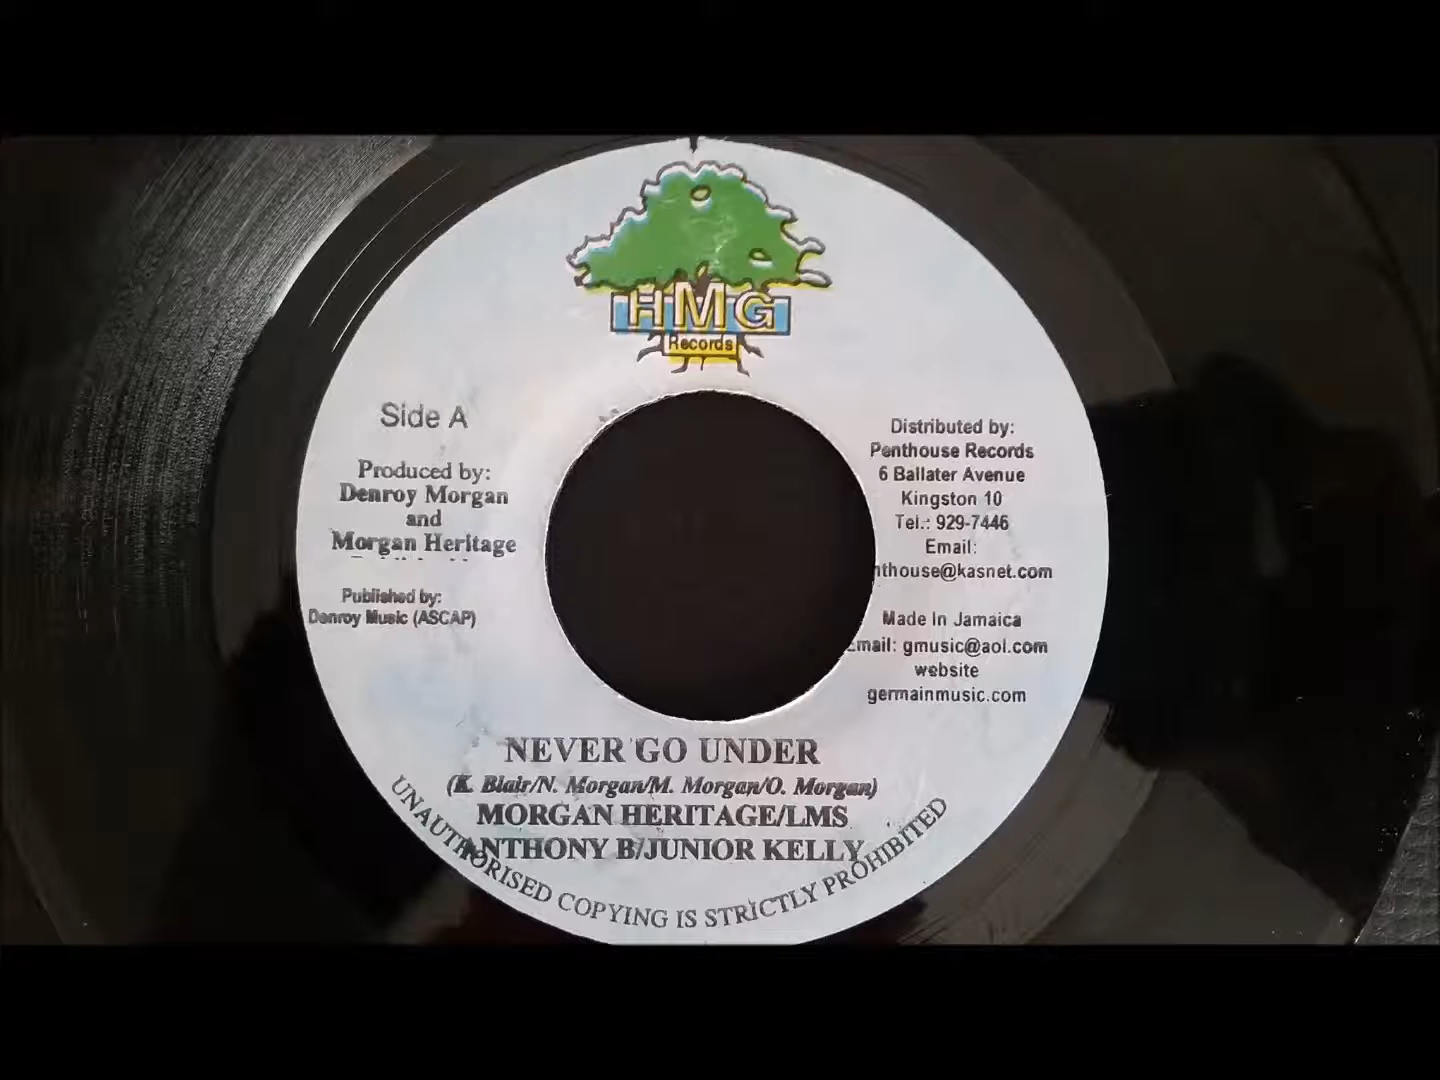 HMG
Records
Side A
Produced by:
Denroy Morgan
and
Morgan Heritage
Published by:
Denroy Music (ASCAP)
Distributed by:
Penthouse Records
6 Ballater Avenue
Kingston 10
Tel.: 929-7446
Email:
nthouse@kasnet.com
Made In Jamaica
Email: gmusic@aol.com
website
germainmusic.com
NEVER GO UNDER
(K. Blair/N. Morgan/M. Morgan/O. Morgan)
MORGAN HERITAGE/LMS
ANTHONY B/JUNIOR KELLY
UNAUTHORISED COPYING IS STRICTLY PROHIBITED